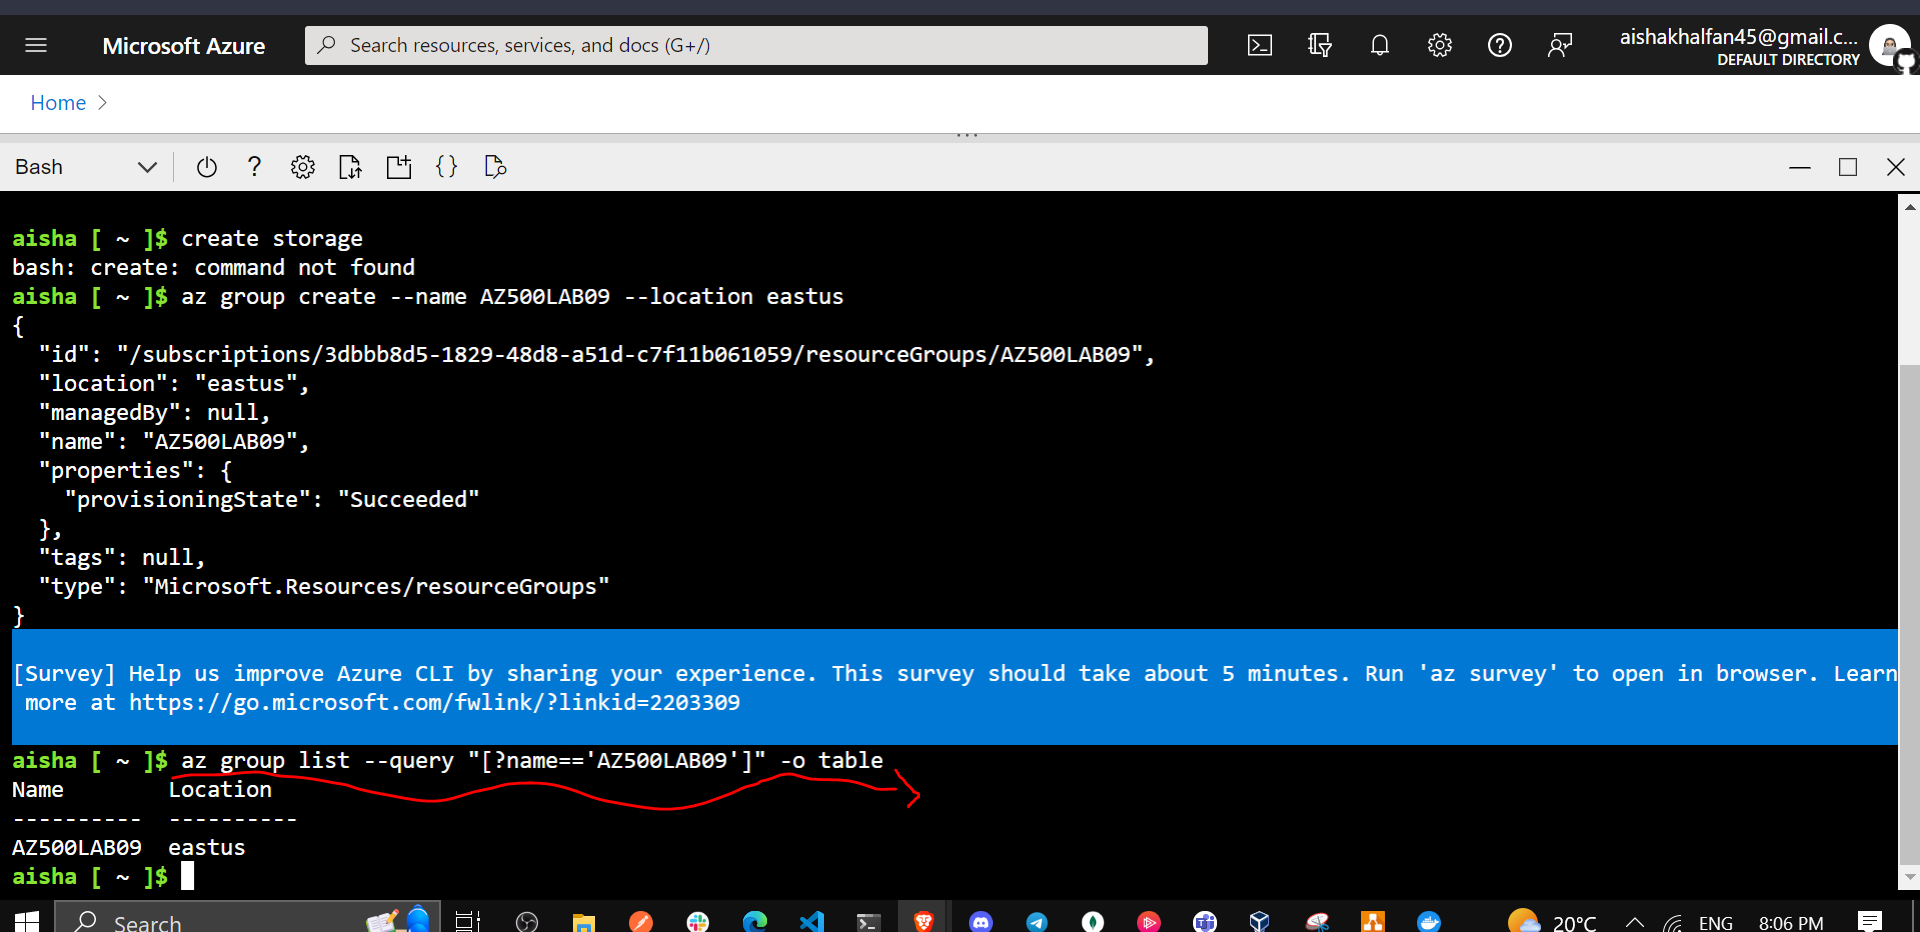 Microsoft Azure
Search resources, services, and docs (G+/)
aishakhalfan45@gmail.c...
DEFAULT DIRECTORY
Home
Bash
aisha [ ~ ]$ create storage
bash: create: command not found
aisha [ ~ ]$ az group create --name AZ500LAB09 --location eastus
{
"id": "/subscriptions/3dbbb8d5-1829-48d8-a51d-c7f11b061059/resourceGroups/AZ500LAB09",
"location": "eastus",
"managedBy": null,
"name": "AZ500LAB09",
"properties": {
"provisioningState": "Succeeded"
},
"tags": null,
"type": "Microsoft.Resources/resourceGroups"
}
[Survey] Help us improve Azure CLI by sharing your experience. This survey should take about 5 minutes. Run 'az survey' to open in browser. Learn
more at https://go.microsoft.com/fwlink/?linkid=2203309
aisha [ ~ ]$ az group list --query "[?name=='AZ500LAB09']" -o table
Name Location
---------- ----------
AZ500LAB09 eastus
aisha [ ~ ]$
Search
20°C
ENG
8:06 PM